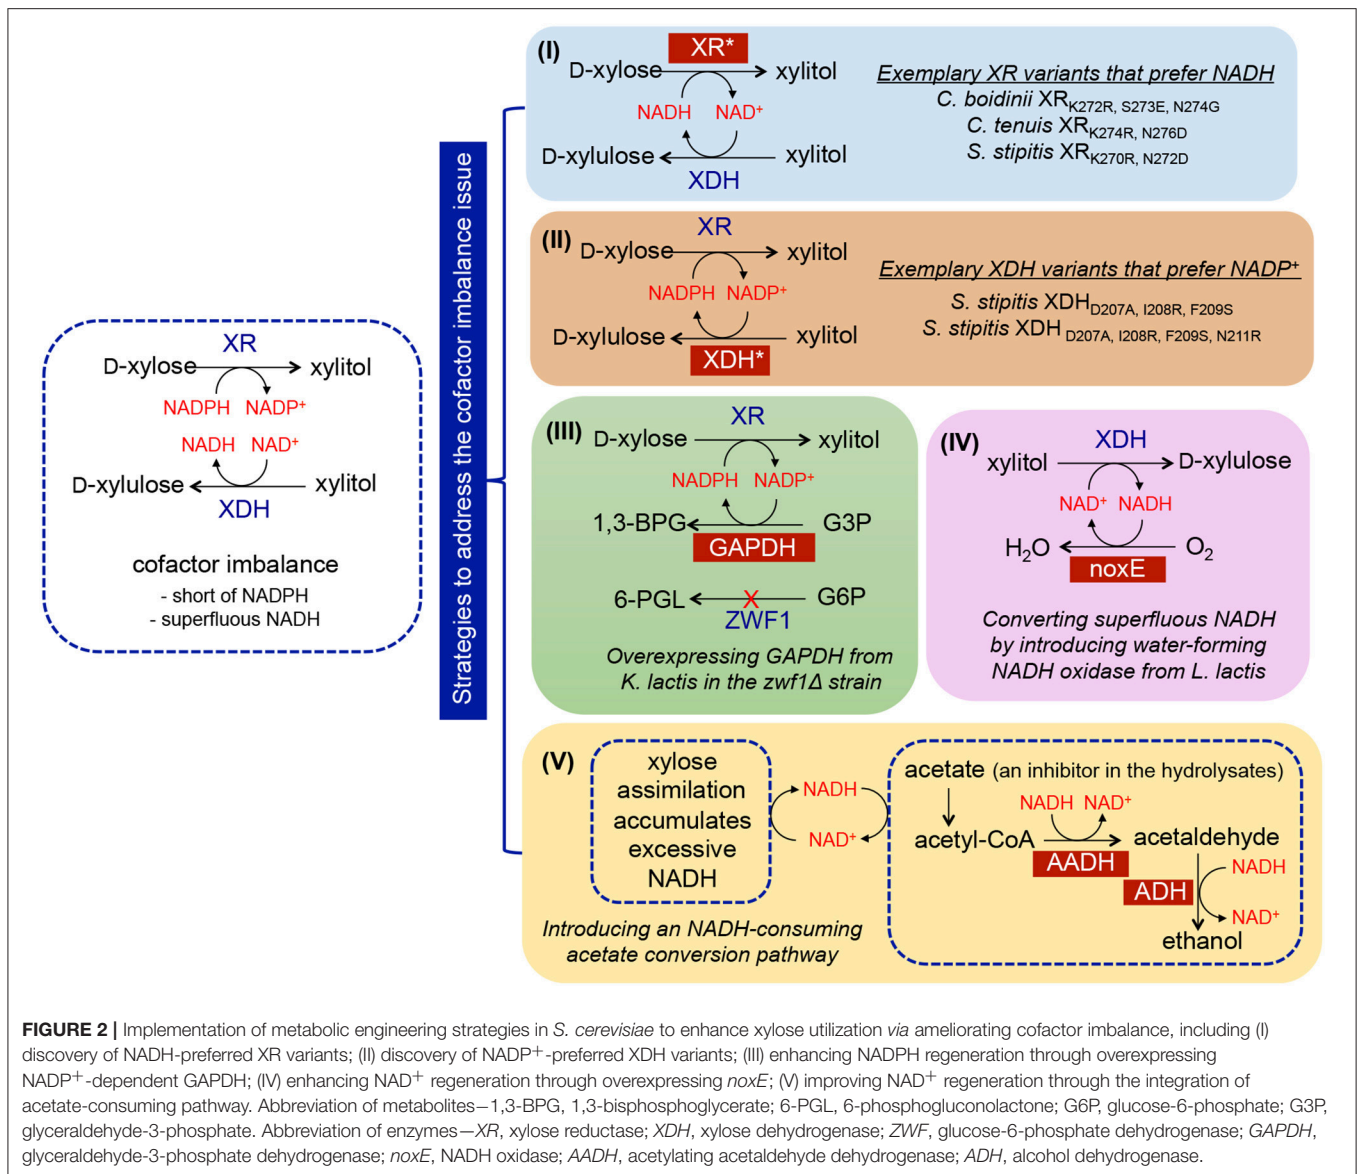 Strategies to address the cofactor imbalance issue
XR
D-xylose xylitol
NADPH NADP+
NADH NAD+
D-xylulose xylitol
XDH
cofactor imbalance
- short of NADPH
- superfluous NADH
(I)
XR*
D-xylose xylitol
NADH NAD+
D-xylulose xylitol
XDH
Exemplary XR variants that prefer NADH
C. boidinii XRK272R, S273E, N274G
C. tenuis XRK274R, N276D
S. stipitis XRK270R, N272D
(II)
XR
D-xylose xylitol
NADPH NADP+
D-xylulose xylitol
XDH*
Exemplary XDH variants that prefer NADP+
S. stipitis XDHD207A, I208R, F209S
S. stipitis XDH D207A, I208R, F209S, N211R
(III)
XR
D-xylose xylitol
NADPH NADP+
1,3-BPG G3P
GAPDH
6-PGL X G6P
ZWF1
Overexpressing GAPDH from
K. lactis in the zwf1Δ strain
(IV)
XDH
xylitol D-xylulose
NAD+ NADH
H2O O2
noxE
Converting superfluous NADH
by introducing water-forming
NADH oxidase from L. lactis
(V)
xylose
assimilation
accumulates
excessive
NADH
NADH
NAD+
Introducing an NADH-consuming
acetate conversion pathway
acetate (an inhibitor in the hydrolysates)
NADH NAD+
acetyl-CoA acetaldehyde
AADH
ADH
NADH
NAD+
ethanol
FIGURE 2 | Implementation of metabolic engineering strategies in S. cerevisiae to enhance xylose utilization via ameliorating cofactor imbalance, including (I)
discovery of NADH-preferred XR variants; (II) discovery of NADP+-preferred XDH variants; (III) enhancing NADPH regeneration through overexpressing
NADP+-dependent GAPDH; (IV) enhancing NAD+ regeneration through overexpressing noxE; (V) improving NAD+ regeneration through the integration of
acetate-consuming pathway. Abbreviation of metabolites—1,3-BPG, 1,3-bisphosphoglycerate; 6-PGL, 6-phosphogluconolactone; G6P, glucose-6-phosphate; G3P,
glyceraldehyde-3-phosphate. Abbreviation of enzymes—XR, xylose reductase; XDH, xylose dehydrogenase; ZWF, glucose-6-phosphate dehydrogenase; GAPDH,
glyceraldehyde-3-phosphate dehydrogenase; noxE, NADH oxidase; AADH, acetylating acetaldehyde dehydrogenase; ADH, alcohol dehydrogenase.